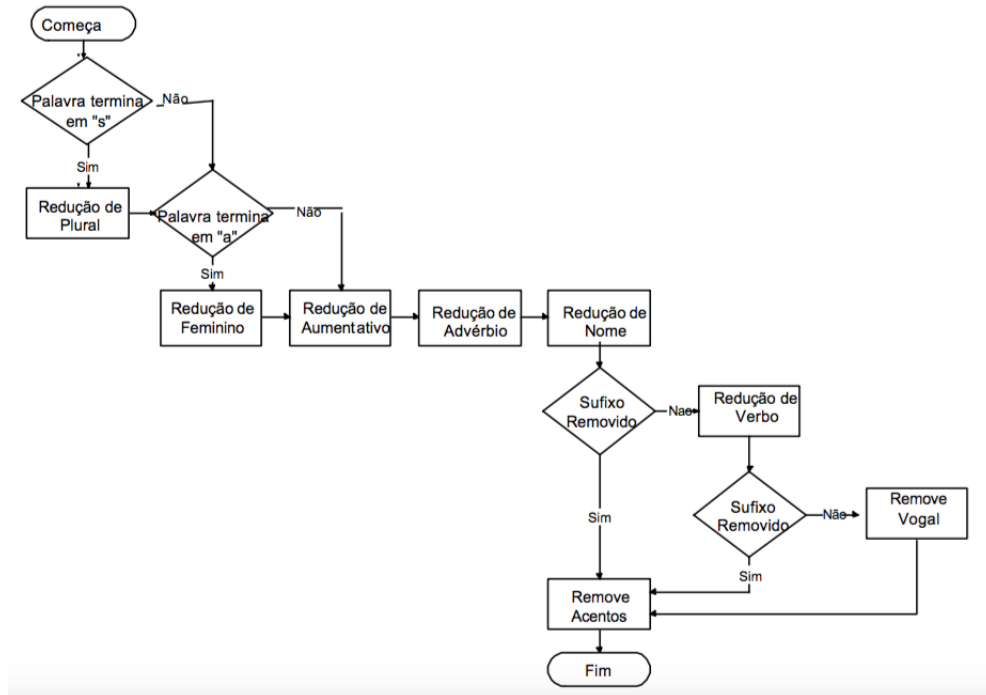 Começa
Palavra termina
em "s"
Não
Sim
Redução de
Plural
Palavra termina
em "a"
Não
Sim
Redução de
Feminino
Redução de
Aumentativo
Redução de
Advérbio
Redução de
Nome
Sufixo
Removido
Nao
Redução de
Verbo
Sim
Sufixo
Removido
Não
Remove
Vogal
Sim
Remove
Acentos
Fim